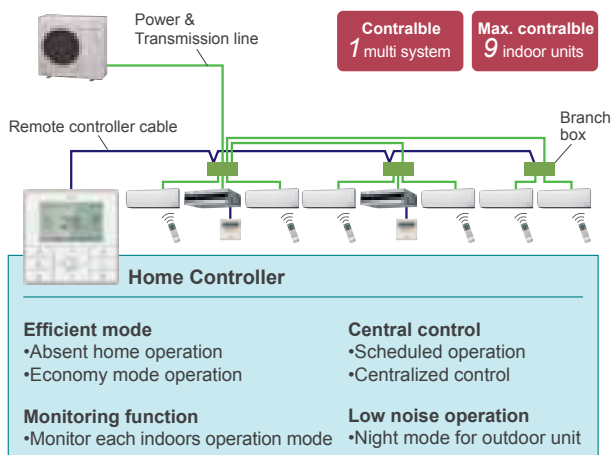 Power &
Transmission line
Contralble
1 multi system
Max. contralble
9 indoor units
Remote controller cable
Branch
box
Home Controller
Efficient mode
•Absent home operation
•Economy mode operation
Central control
•Scheduled operation
•Centralized control
Monitoring function
•Monitor each indoors operation mode
Low noise operation
•Night mode for outdoor unit